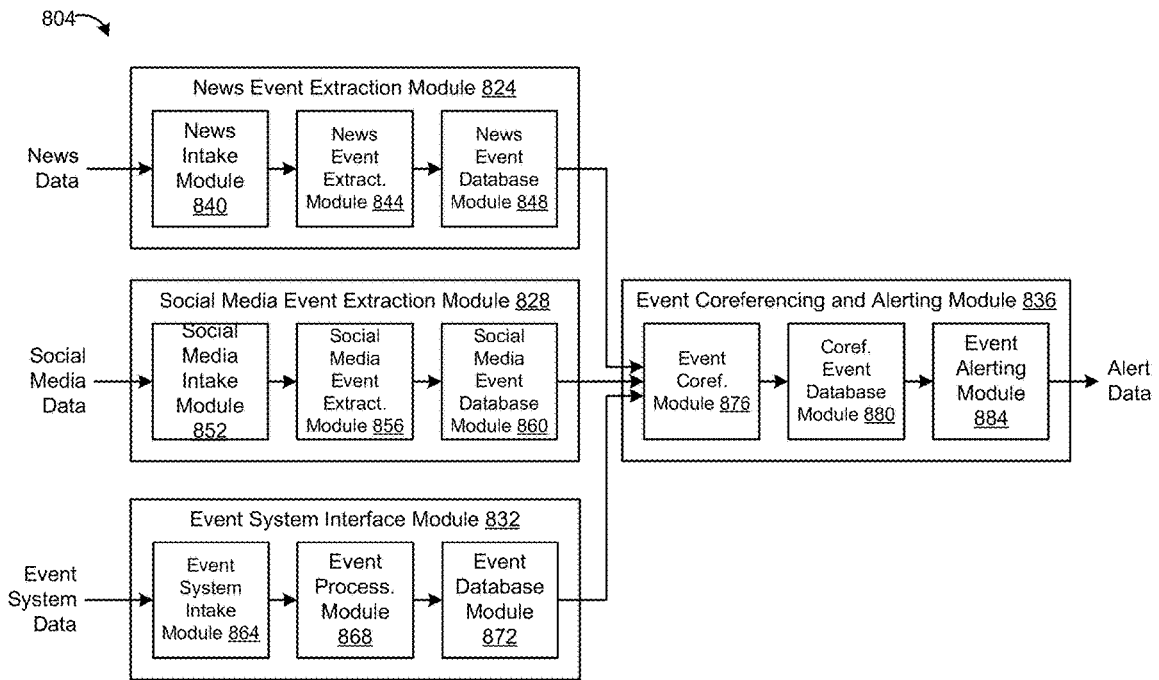 804
News Event Extraction Module 824
News
Data
News
Intake
Module
840
News
Event
Extract.
Module 844
News
Event
Database
Module 848
Social Media Event Extraction Module 828
Social
Media
Data
Social
Media
Intake
Module
852
Social
Media
Event
Extract.
Module 856
Social
Media
Event
Database
Module 860
Event Coreferencing and Alerting Module 836
Event
Coref.
Module 876
Coref.
Event
Database
Module 880
Event
Alerting
Module
884
Alert
Data
Event System Interface Module 832
Event
System
Data
Event
System
Intake
Module 864
Event
Process.
Module
868
Event
Database
Module
872